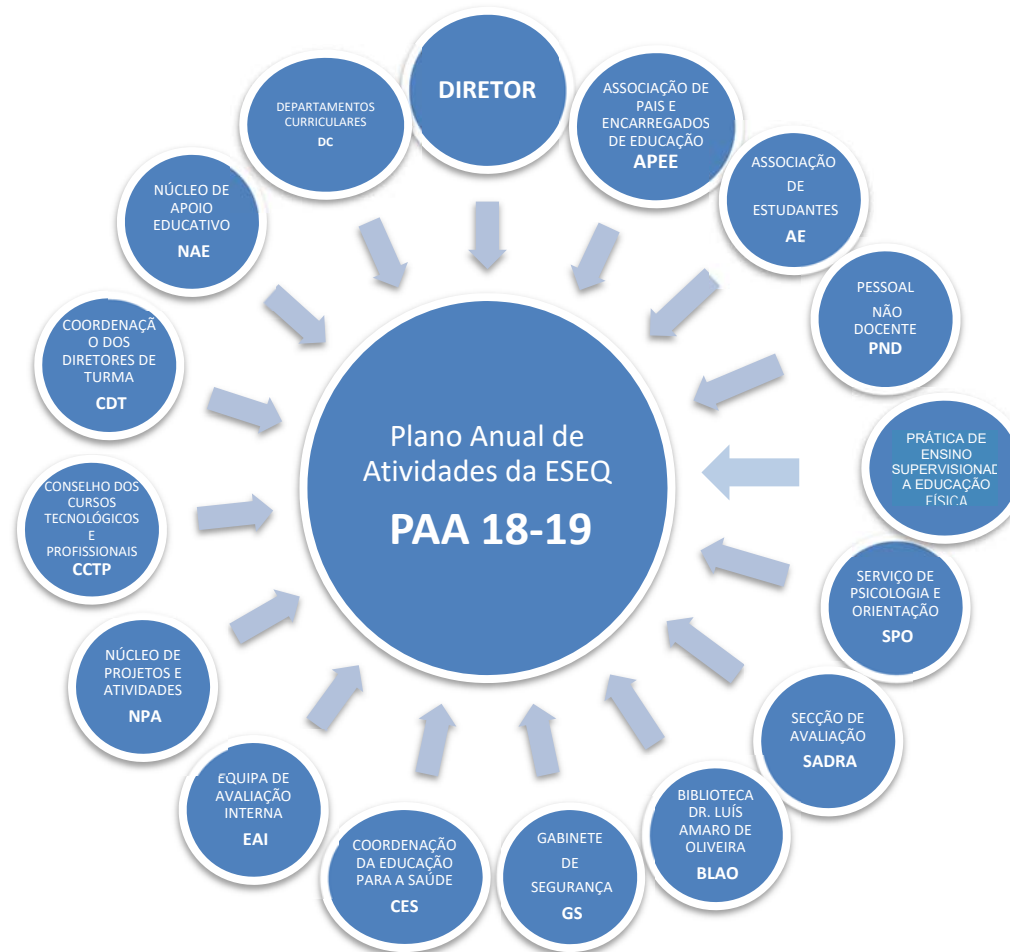 DIRETOR
ASSOCIAÇÃO DE
PAIS E
ENCARREGADOS
DE EDUCAÇÃO
APEE
ASSOCIAÇÃO
DE
ESTUDANTES
AE
PESSOAL
NÃO
DOCENTE
PND
PRÁTICA DE
ENSINO
SUPERVISIONAD
A EDUCAÇÃO
FÍSICA
SERVIÇO DE
PSICOLOGIA E
ORIENTAÇÃO
SPO
SECÇÃO DE
AVALIAÇÃO
SADRA
BIBLIOTECA
DR. LUÍS
AMARO DE
OLIVEIRA
BLAO
GABINETE
DE
SEGURANÇA
GS
COORDENAÇÃO
DA EDUCAÇÃO
PARA A SAÚDE
CES
EQUIPA DE
AVALIAÇÃO
INTERNA
EAI
NÚCLEO DE
PROJETOS E
ATIVIDADES
NPA
CONSELHO DOS
CURSOS
TECNOLÓGICOS
E
PROFISSIONAIS
CCTP
COORDENAÇÃ
O DOS
DIRETORES DE
TURMA
CDT
NÚCLEO DE
APOIO
EDUCATIVO
NAE
DEPARTAMENTOS
CURRICULARES
DC
Plano Anual de
Atividades da ESEQ
PAA 18-19